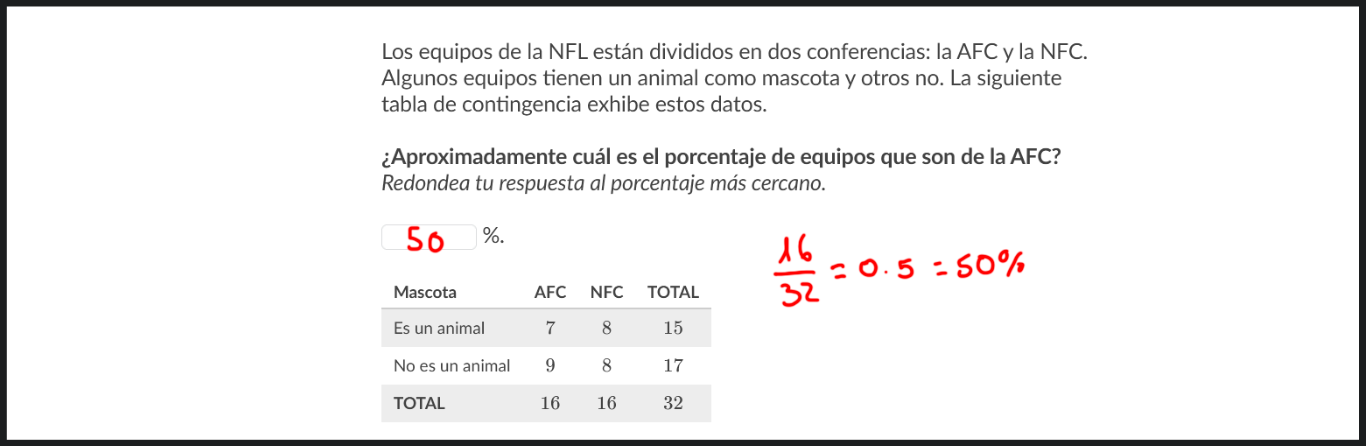 Los equipos de la NFL están divididos en dos conferencias: la AFC y la NFC.
Algunos equipos tienen un animal como mascota y otros no. La siguiente
tabla de contingencia exhibe estos datos.
¿Aproximadamente cuál es el porcentaje de equipos que son de la AFC?
Redondea tu respuesta al porcentaje más cercano.
50 %.
16/32 = 0.5 = 50%
Mascota AFC NFC TOTAL
Es un animal 7 8 15
No es un animal 9 8 17
TOTAL 16 16 32